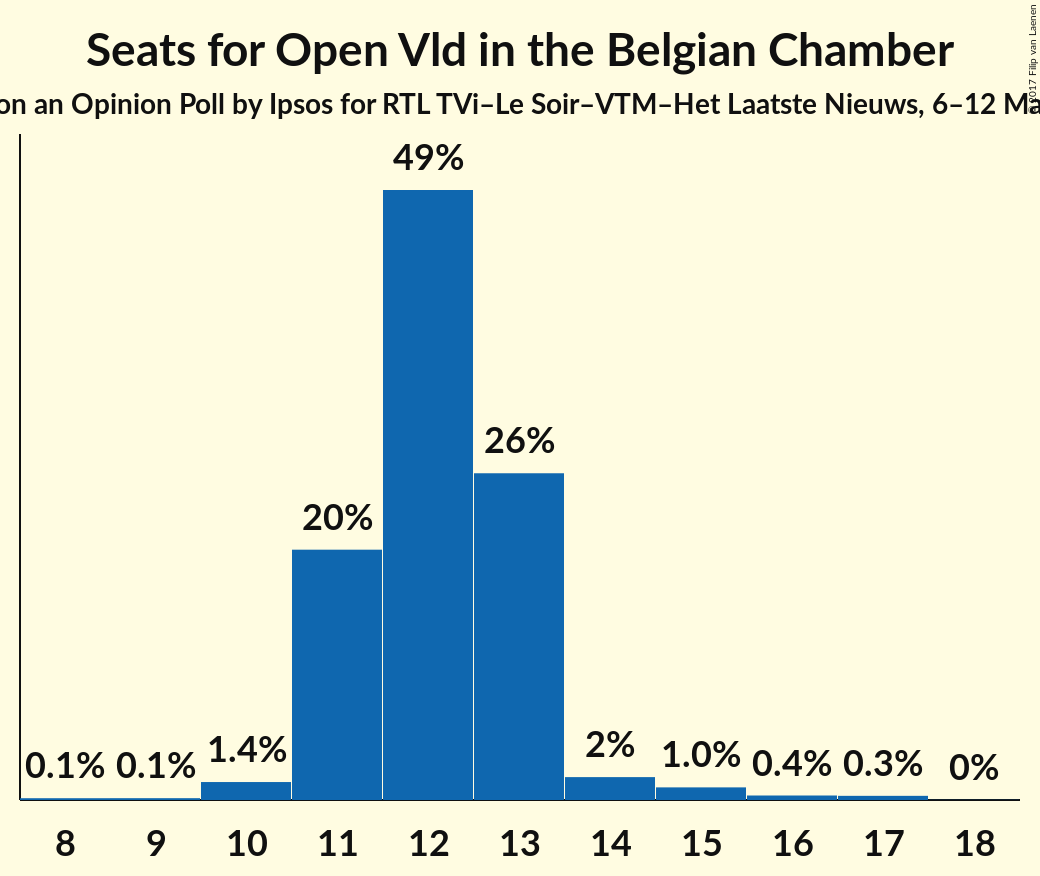 Seats for Open Vld in the Belgian Chamber
on an Opinion Poll by Ipsos for RTL TVi–Le Soir–VTM–Het Laatste Nieuws, 6–12 Ma
© 2017 Filip van Laenen
49%
26%
20%
0.1% 0.1% 1.4% 2% 1.0% 0.4% 0.3% 0%
8 9 10 11 12 13 14 15 16 17 18